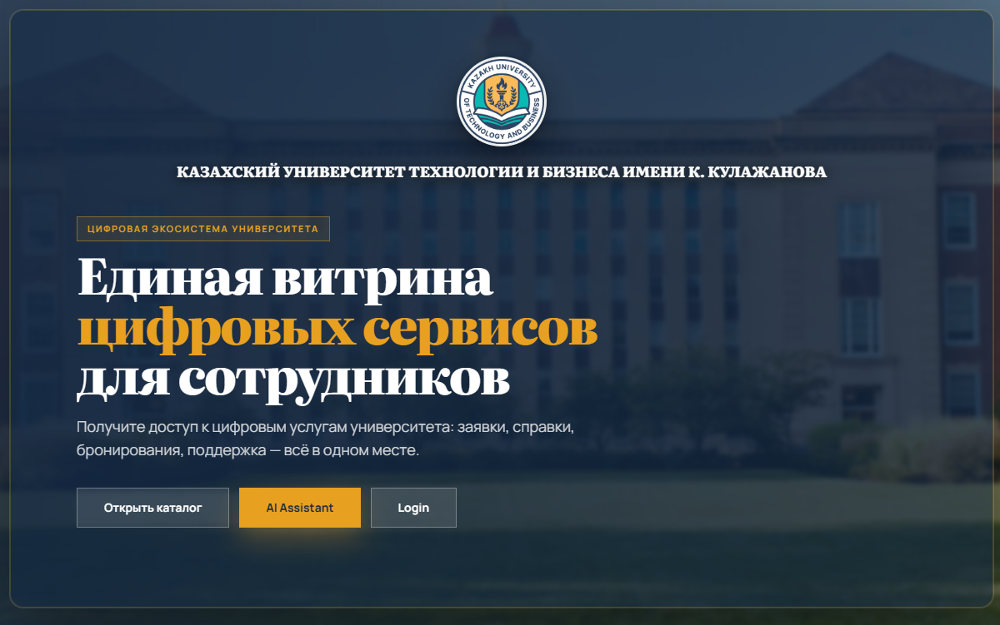 KAZAKH UNIVERSITY
OF TECHNOLOGY AND BUSINESS
КАЗАХСКИЙ УНИВЕРСИТЕТ ТЕХНОЛОГИИ И БИЗНЕСА ИМЕНИ К. КУЛАЖАНОВА
ЦИФРОВАЯ ЭКОСИСТЕМА УНИВЕРСИТЕТА
Единая витрина
цифровых сервисов
для сотрудников
Получите доступ к цифровым услугам университета: заявки, справки,
бронирования, поддержка — всё в одном месте.
Открыть каталог
AI Assistant
Login